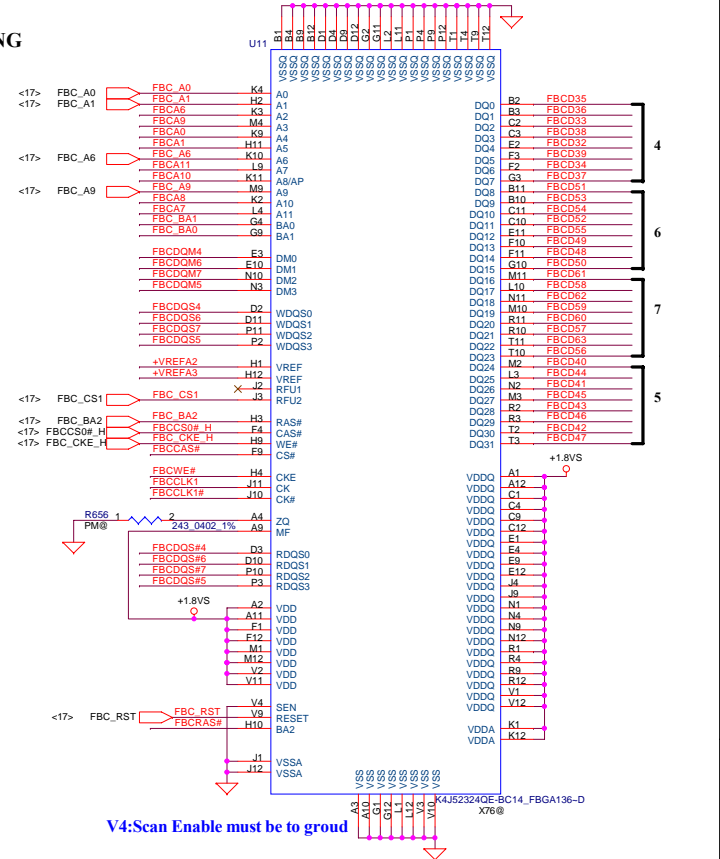 NG
U11
B1 B4 B9 B12 D1 D4 D9 D12 G2 G11 L2 L11 P1 P4 P9 P12 T1 T4 T9 T12
VSSQ VSSQ VSSQ VSSQ VSSQ VSSQ VSSQ VSSQ VSSQ VSSQ VSSQ VSSQ VSSQ VSSQ VSSQ VSSQ VSSQ VSSQ VSSQ VSSQ
<17> FBC_A0 FBC_A0 K4 A0
<17> FBC_A1 FBC_A1 H2 A1
FBCA6 K3 A2
FBCA9 M4 A3
FBCA0 K9 A4
FBCA1 H11 A5
<17> FBC_A6 FBC_A6 K10 A6
FBCA11 L9 A7
FBCA10 K11 A8/AP
<17> FBC_A9 FBC_A9 M9 A9
FBCA8 K2 A10
FBCA7 L4 A11
FBC_BA1 G4 BA0
FBC_BA0 G9 BA1
FBCDQM4 E3 DM0
FBCDQM6 E10 DM1
FBCDQM7 N10 DM2
FBCDQM5 N3 DM3
FBCDQS4 D2 WDQS0
FBCDQS6 D11 WDQS1
FBCDQS7 P11 WDQS2
FBCDQS5 P2 WDQS3
+VREFA2 H1 VREF
+VREFA3 H12 VREF
J2 RFU1
<17> FBC_CS1 FBC_CS1 J3 RFU2
<17> FBC_BA2 FBC_BA2 H3 RAS#
<17> FBCCS0#_H FBCCS0#_H F4 CAS#
<17> FBC_CKE_H FBC_CKE_H H9 WE#
FBCCAS# F9 CS#
FBCWE# H4 CKE
FBCCLK1 J11 CK
FBCCLK1# J10 CK#
R656 1 2 A4 ZQ
PM@ 243_0402_1% A9 MF
FBCDQS#4 D3 RDQS0
FBCDQS#6 D10 RDQS1
FBCDQS#7 P10 RDQS2
FBCDQS#5 P3 RDQS3
+1.8VS
A2 VDD
A11 VDD
F1 VDD
F12 VDD
M1 VDD
M12 VDD
V2 VDD
V11 VDD
V4 SEN
<17> FBC_RST FBC_RST V9 RESET
FBCRAS# H10 BA2
J1 VSSA
J12 VSSA
DQ0 B2 FBCD35
DQ1 B3 FBCD36
DQ2 C2 FBCD33
DQ3 C3 FBCD38
DQ4 E2 FBCD32
DQ5 F3 FBCD39
DQ6 F2 FBCD34
DQ7 G3 FBCD37
4
DQ8 B11 FBCD51
DQ9 B10 FBCD53
DQ10 C11 FBCD54
DQ11 C10 FBCD52
DQ12 E11 FBCD55
DQ13 F10 FBCD49
DQ14 F11 FBCD48
DQ15 G10 FBCD50
6
DQ16 M11 FBCD61
DQ17 L10 FBCD58
DQ18 N11 FBCD62
DQ19 M10 FBCD59
DQ20 R11 FBCD60
DQ21 R10 FBCD57
DQ22 T11 FBCD63
DQ23 T10 FBCD56
7
DQ24 M2 FBCD40
DQ25 L3 FBCD44
DQ26 N2 FBCD41
DQ27 M3 FBCD45
DQ28 R2 FBCD43
DQ29 R3 FBCD46
DQ30 T2 FBCD42
DQ31 T3 FBCD47
5
+1.8VS
VDDQ A1
VDDQ A12
VDDQ C1
VDDQ C4
VDDQ C9
VDDQ C12
VDDQ E1
VDDQ E4
VDDQ E9
VDDQ E12
VDDQ J4
VDDQ J9
VDDQ N1
VDDQ N4
VDDQ N9
VDDQ N12
VDDQ R1
VDDQ R4
VDDQ R9
VDDQ R12
VDDQ V1
VDDQ V12
VDDA K1
VDDA K12
VSS VSS VSS VSS VSS VSS VSS VSS
A3 A10 G1 G12 L1 L12 V3 V10
K4J52324QE-BC14_FBGA136~D
X76@
V4:Scan Enable must be to groud